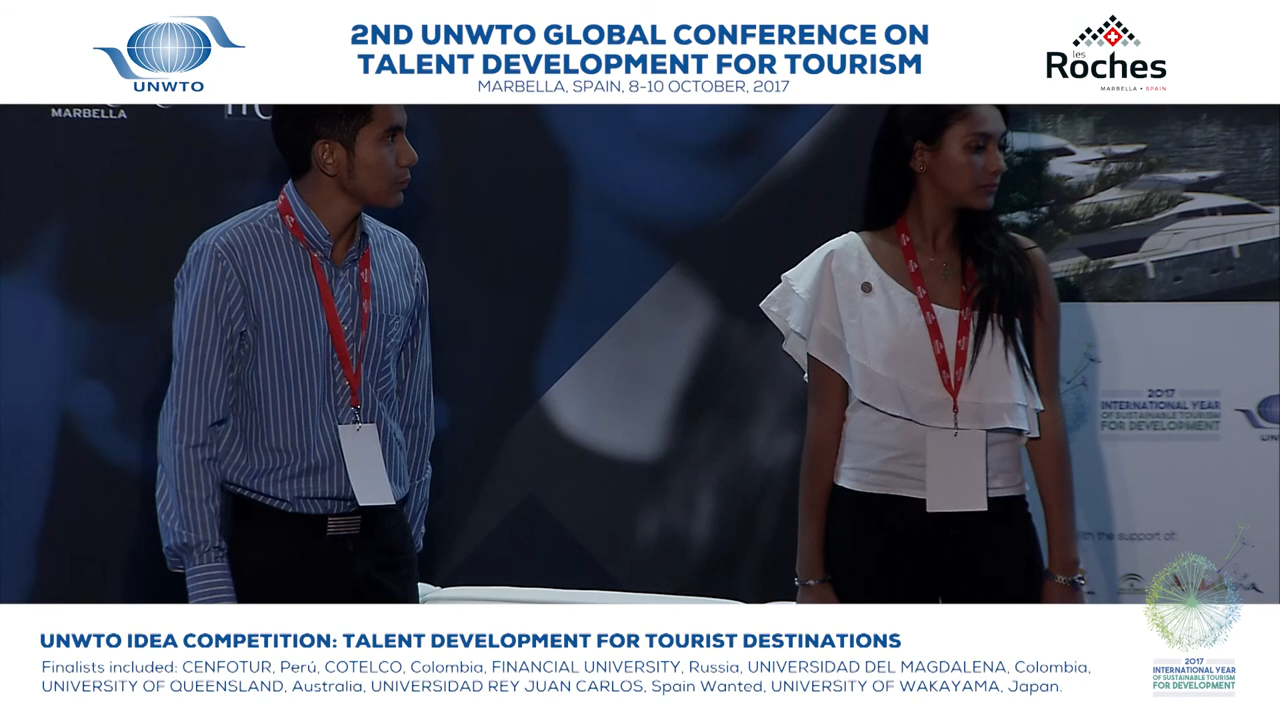 UNWTO
2ND UNWTO GLOBAL CONFERENCE ON
TALENT DEVELOPMENT FOR TOURISM
MARBELLA, SPAIN, 8-10 OCTOBER, 2017
les
Roches
MARBELLA • SPAIN
MARBELLA
2017
INTERNATIONAL YEAR
OF SUSTAINABLE TOURISM
FOR DEVELOPMENT
the support of:
UNWTO IDEA COMPETITION: TALENT DEVELOPMENT FOR TOURIST DESTINATIONS
Finalists included: CENFOTUR, Perú, COTELCO, Colombia, FINANCIAL UNIVERSITY, Russia, UNIVERSIDAD DEL MAGDALENA, Colombia,
UNIVERSITY OF QUEENSLAND, Australia, UNIVERSIDAD REY JUAN CARLOS, Spain Wanted, UNIVERSITY OF WAKAYAMA, Japan.
2017
INTERNATIONAL YEAR
OF SUSTAINABLE TOURISM
FOR DEVELOPMENT